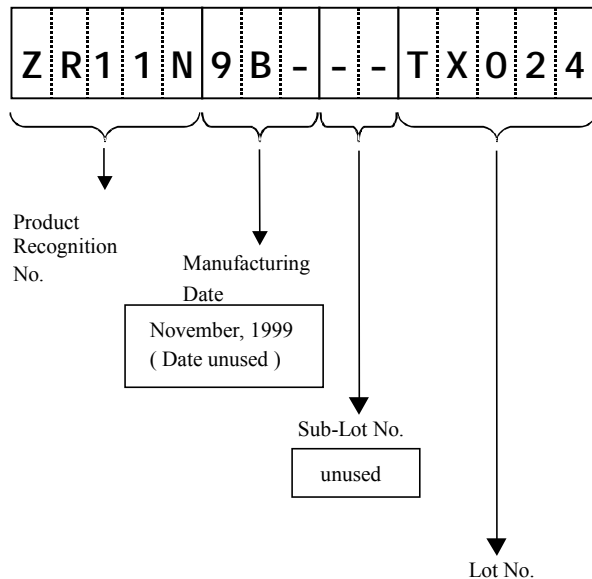 ZR11N9B---TX024
Product
Recognition
No.
Manufacturing
Date
November, 1999
( Date unused )
Sub-Lot No.
unused
Lot No.